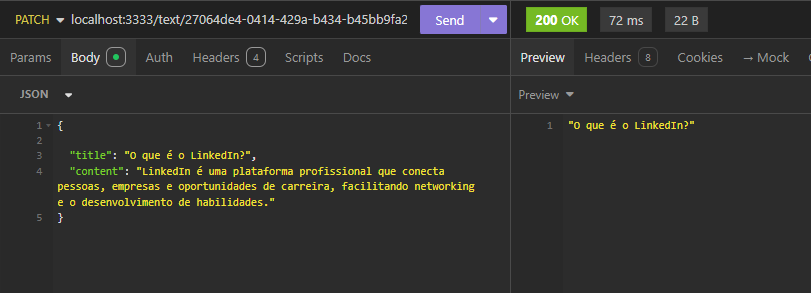 PATCH localhost:3333/text/27064de4-0414-429a-b434-b45bb9fa2 Send 200 OK 72 ms 22 B
Params Body Auth Headers 4 Scripts Docs Preview Headers 8 Cookies → Mock
JSON Preview
1 {
2
3 "title": "O que é o LinkedIn?",
4 "content": "LinkedIn é uma plataforma profissional que conecta
pessoas, empresas e oportunidades de carreira, facilitando networking
e o desenvolvimento de habilidades."
5 }
1 "O que é o LinkedIn?"